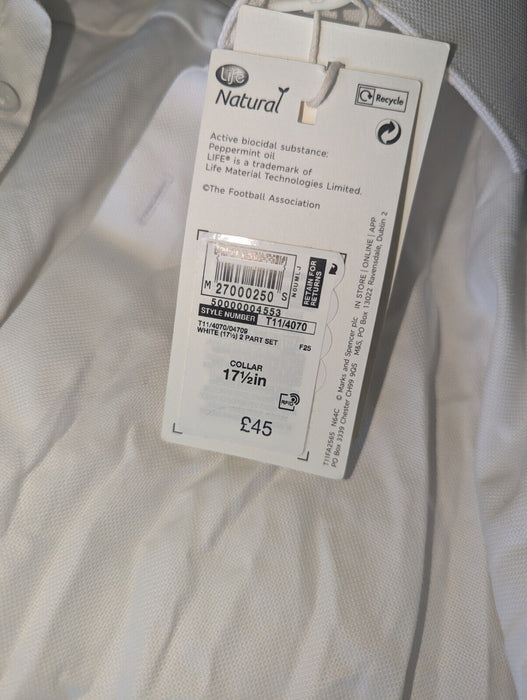 Life
Natural
Recycle
Active biocidal substance:
Peppermint oil
LIFE® is a trademark of
Life Material Technologies Limited.
©The Football Association
M 27000250 S
50000004553
STYLE NUMBER T11/4070
T11/4070/04709
WHITE (17½) 2 PART SET
F25
COLLAR
17½in
RFID
£45
RETAIN FOR
RETURNS
T11FA2565 N64C © Marks and Spencer plc IN STORE | ONLINE | APP
PO Box 3339 Chester CH99 9QS M&S, PO Box 13022 Ravensdale, Dublin 2